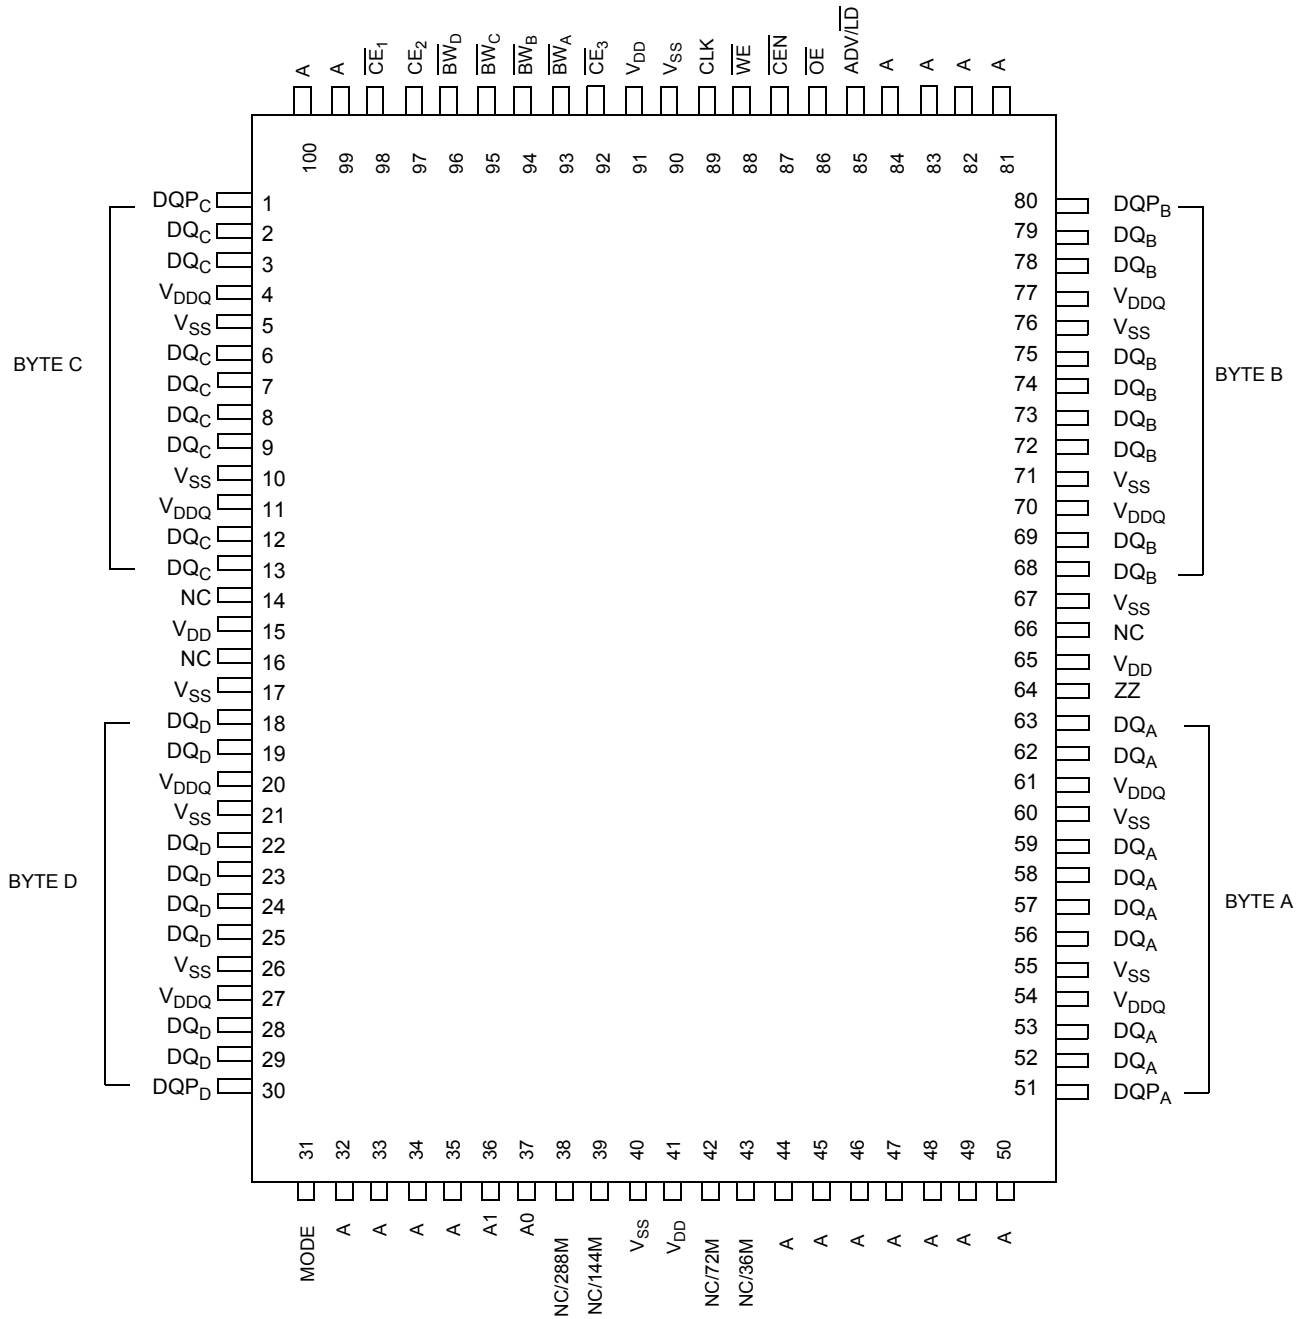 A A CE1 CE2 BWD BWC BWB BWA CE3 VDD VSS CLK WE CEN OE ADV/LD A A A A
100 99 98 97 96 95 94 93 92 91 90 89 88 87 86 85 84 83 82 81
DQPC 1
DQC 2
DQC 3
VDDQ 4
VSS 5
DQC 6
DQC 7
DQC 8
DQC 9
VSS 10
VDDQ 11
DQC 12
DQC 13
BYTE C
NC 14
VDD 15
NC 16
VSS 17
DQD 18
DQD 19
VDDQ 20
VSS 21
DQD 22
DQD 23
DQD 24
DQD 25
VSS 26
VDDQ 27
DQD 28
DQD 29
DQPD 30
BYTE D
80 DQPB
79 DQB
78 DQB
77 VDDQ
76 VSS
75 DQB
74 DQB
73 DQB
72 DQB
71 VSS
70 VDDQ
69 DQB
68 DQB
BYTE B
67 VSS
66 NC
65 VDD
64 ZZ
63 DQA
62 DQA
61 VDDQ
60 VSS
59 DQA
58 DQA
57 DQA
56 DQA
55 VSS
54 VDDQ
53 DQA
52 DQA
51 DQPA
BYTE A
31 32 33 34 35 36 37 38 39 40 41 42 43 44 45 46 47 48 49 50
MODE A A A A A1 A0 NC/288M NC/144M VSS VDD NC/72M NC/36M A A A A A A A